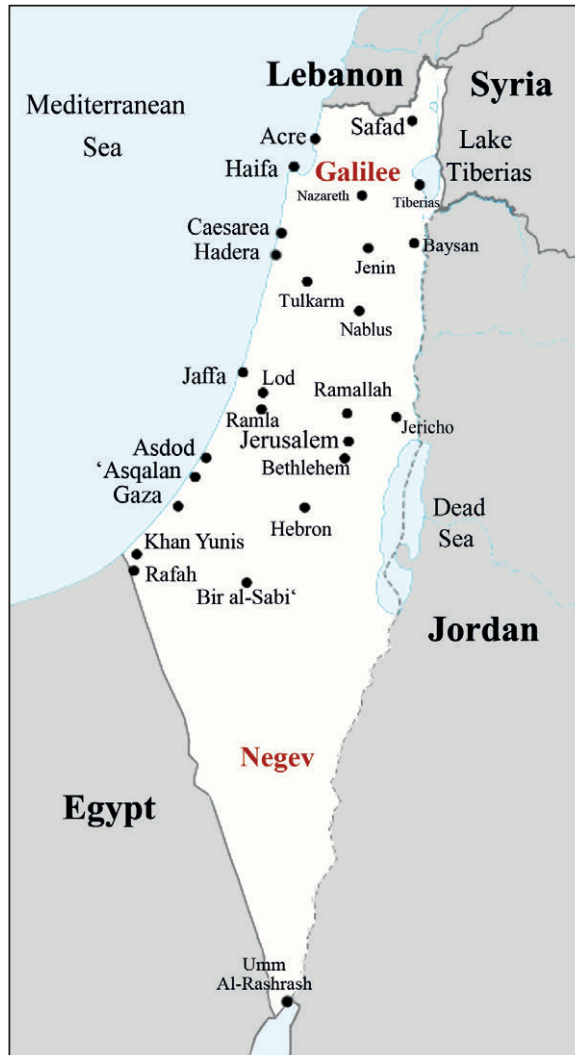 Lebanon
Syria
Mediterranean
Sea
Safad
Acre
Lake
Tiberias
Haifa
Galilee
Nazareth
Tiberias
Caesarea
Hadera
Baysan
Jenin
Tulkarm
Nablus
Jaffa
Lod
Ramallah
Ramla
Jericho
Jerusalem
Asdod
Bethlehem
‘Asqalan
Gaza
Dead
Sea
Hebron
Khan Yunis
Rafah
Bir al-Sabi‘
Jordan
Negev
Egypt
Umm
Al-Rashrash